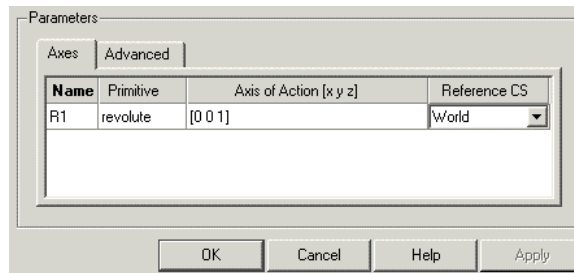 Parameters
Axes Advanced
Name Primitive Axis of Action [x y z] Reference CS
R1 revolute [0 0 1] World
OK Cancel Help Apply